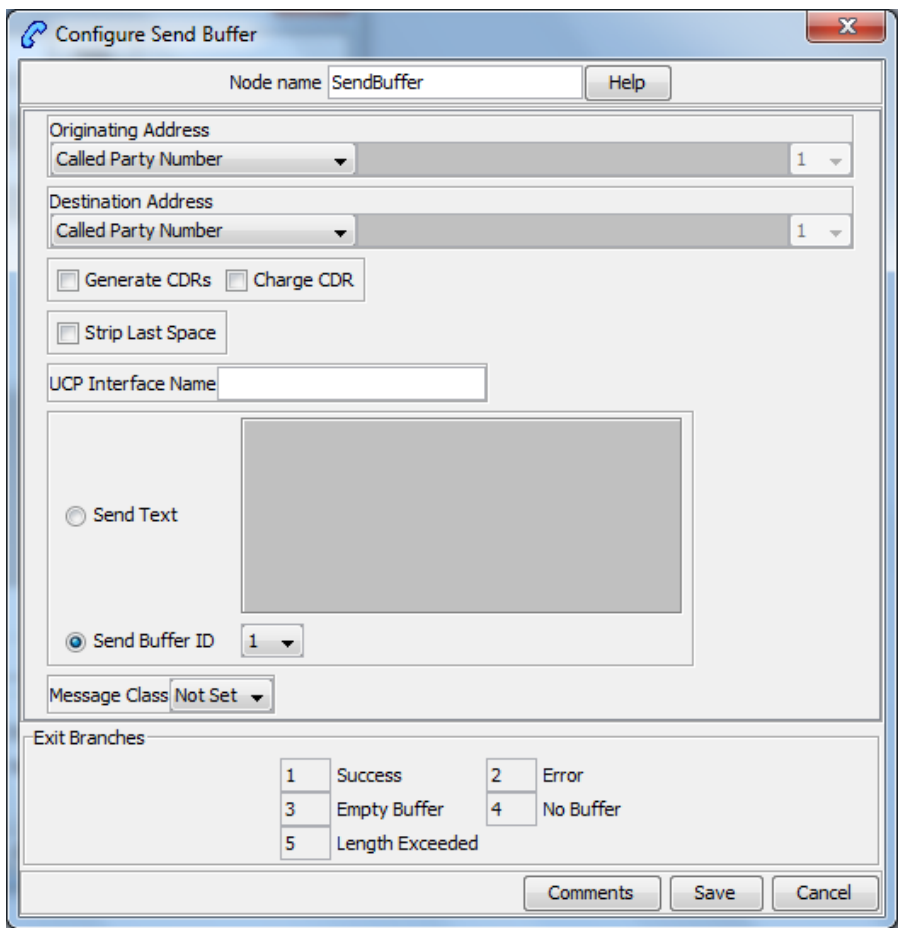 Configure Send Buffer
Node name SendBuffer Help
Originating Address
Called Party Number 1
Destination Address
Called Party Number 1
Generate CDRs Charge CDR
Strip Last Space
UCP Interface Name
Send Text
Send Buffer ID 1
Message Class Not Set
Exit Branches
1 Success 2 Error
3 Empty Buffer 4 No Buffer
5 Length Exceeded
Comments Save Cancel